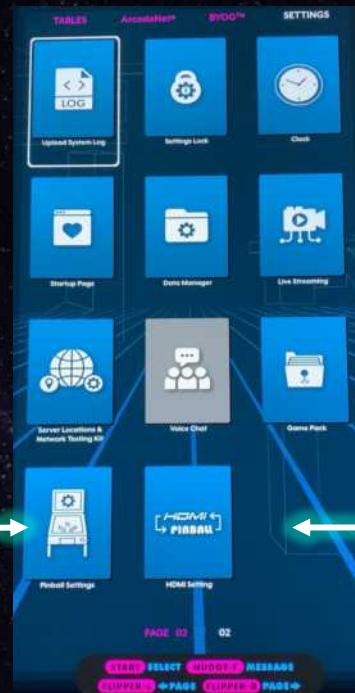 TABLES ArcadeNet® BYOG™ SETTINGS
LOG
Upload System Log Settings Lock Clock
Startup Page Data Manager Live Streaming
Server Locations & Network Testing Kit
Voice Chat Game Pack
HDMI
PINBALL
Pinball Settings HDMI Setting
PAGE 02 02
START SELECT NUDGE-F MESSAGE
FLIPPER-L PAGE FLIPPER-R PAGE